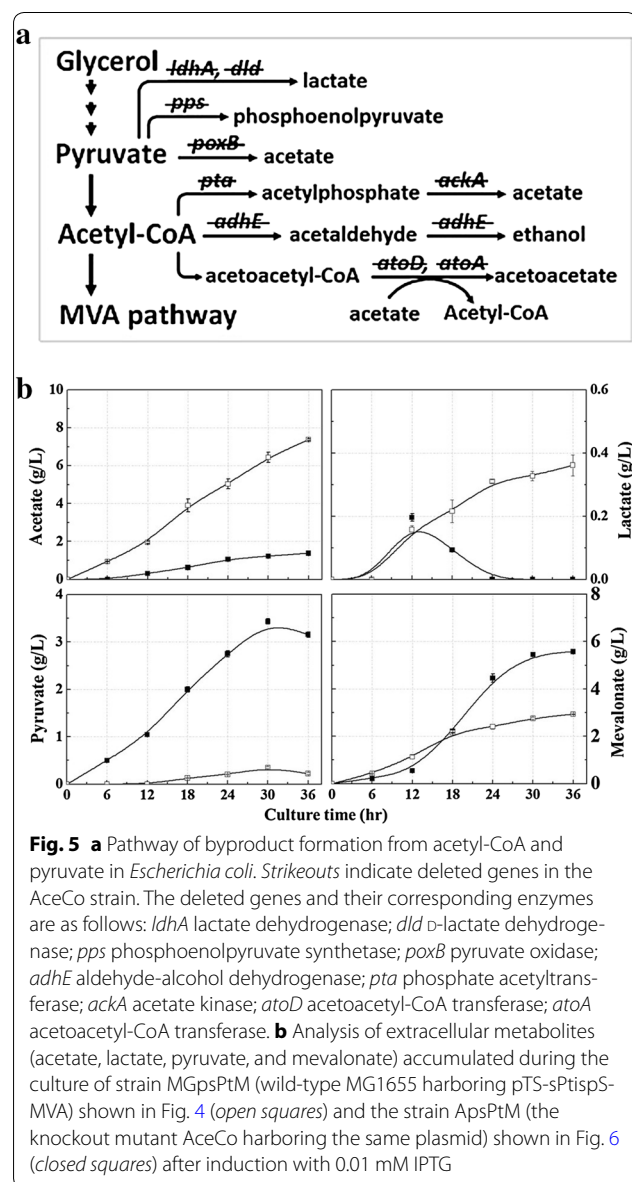 a
Glycerol
ldhA, dld
lactate
pps
phosphoenolpyruvate
Pyruvate
poxB
acetate
pta
acetylphosphate
ackA
acetate
Acetyl-CoA
adhE
acetaldehyde
adhE
ethanol
acetoacetyl-CoA
atoD, atoA
acetoacetate
MVA pathway
acetate
Acetyl-CoA
b
10
8
6
4
2
0
Acetate (g/L)
0.6
0.4
0.2
0.0
Lactate (g/L)
4
3
2
1
0
Pyruvate (g/L)
8
6
4
2
0
Mevalonate (g/L)
0 6 12 18 24 30 36
0 6 12 18 24 30 36
Culture time (hr)
Fig. 5 a Pathway of byproduct formation from acetyl-CoA and
pyruvate in Escherichia coli. Strikeouts indicate deleted genes in the
AceCo strain. The deleted genes and their corresponding enzymes
are as follows: ldhA lactate dehydrogenase; dld D-lactate dehydroge-
nase; pps phosphoenolpyruvate synthetase; poxB pyruvate oxidase;
adhE aldehyde-alcohol dehydrogenase; pta phosphate acetyltrans-
ferase; ackA acetate kinase; atoD acetoacetyl-CoA transferase; atoA
acetoacetyl-CoA transferase. b Analysis of extracellular metabolites
(acetate, lactate, pyruvate, and mevalonate) accumulated during the
culture of strain MGpsPtM (wild-type MG1655 harboring pTS-sPtispS-
MVA) shown in Fig. 4 (open squares) and the strain ApsPtM (the
knockout mutant AceCo harboring the same plasmid) shown in Fig. 6
(closed squares) after induction with 0.01 mM IPTG